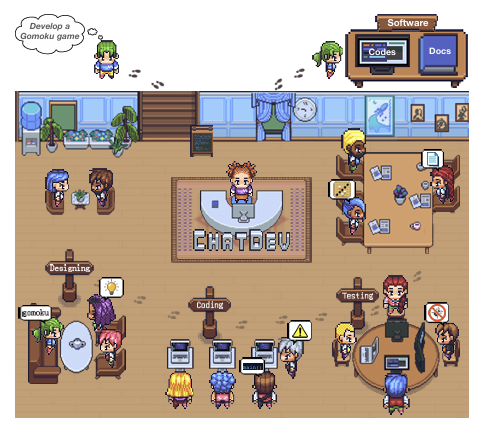 Develop a
Gomoku game
Software
Codes
Docs
CHATDEV
Designing
gomoku
Coding
Testing